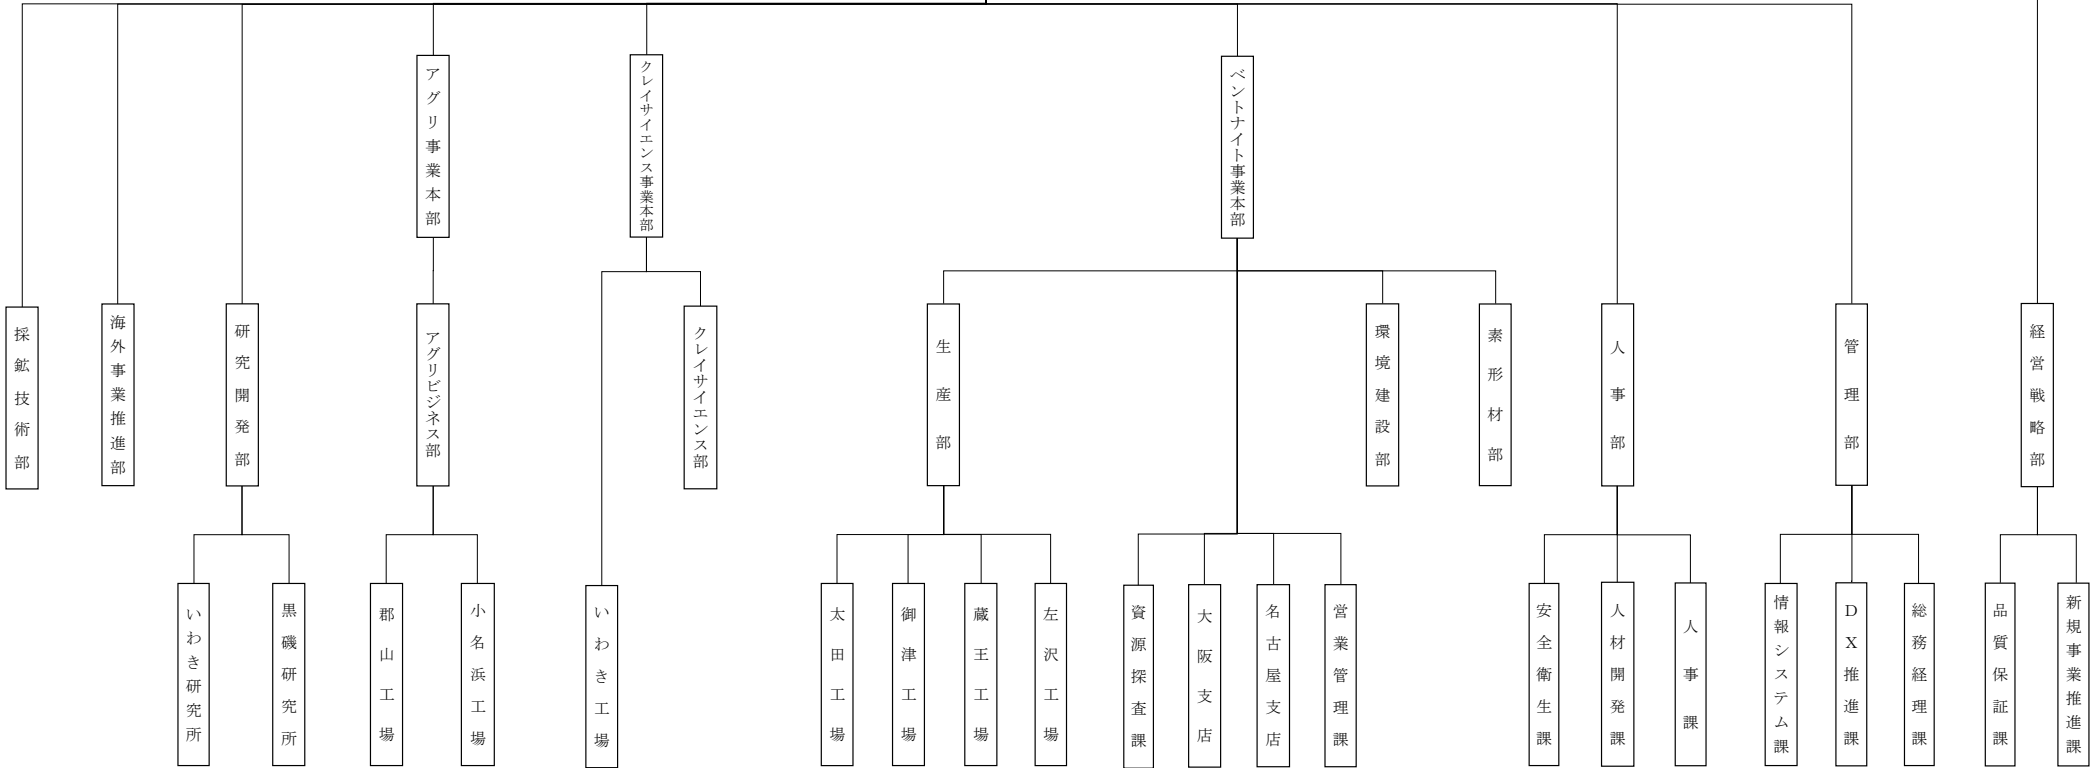 アグリ事業本部
クレイサイエンス事業本部
ベントナイト事業本部
採鉱技術部
海外事業推進部
研究開発部
アグリビジネス部
クレイサイエンス部
生産部
環境建設部
素形材部
人事部
管理部
経営戦略部
いわき研究所
黒磯研究所
郡山工場
小名浜工場
いわき工場
太田工場
御津工場
蔵王工場
左沢工場
資源探査課
大阪支店
名古屋支店
営業管理課
安全衛生課
人材開発課
人事課
情報システム課
DX推進課
総務経理課
品質保証課
新規事業推進課